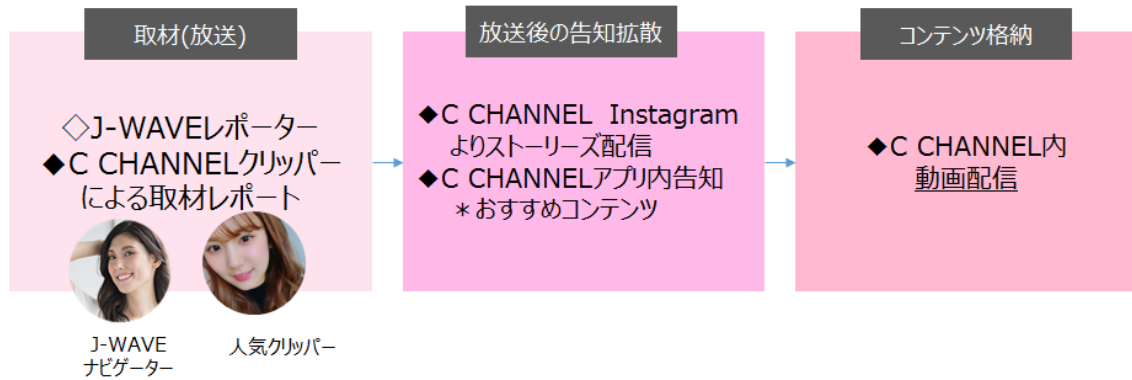 取材(放送)
◇J-WAVEレポーター
◆C CHANNELクリッパー
による取材レポート
J-WAVE
ナビゲーター
人気クリッパー
放送後の告知拡散
◆C CHANNEL Instagram
よりストーリーズ配信
◆C CHANNELアプリ内告知
＊おすすめコンテンツ
コンテンツ格納
◆C CHANNEL内
動画配信